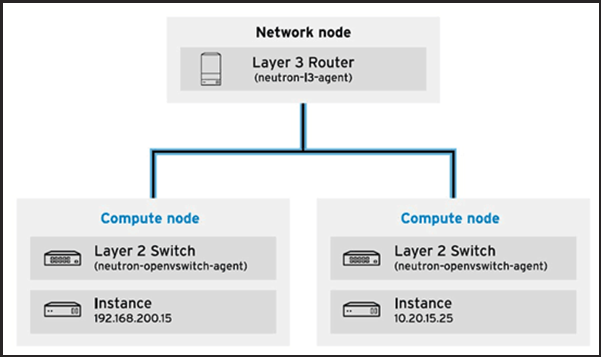 Network node
Layer 3 Router
(neutron-l3-agent)
Compute node
Layer 2 Switch
(neutron-openvswitch-agent)
Instance
192.168.200.15
Compute node
Layer 2 Switch
(neutron-openvswitch-agent)
Instance
10.20.15.25